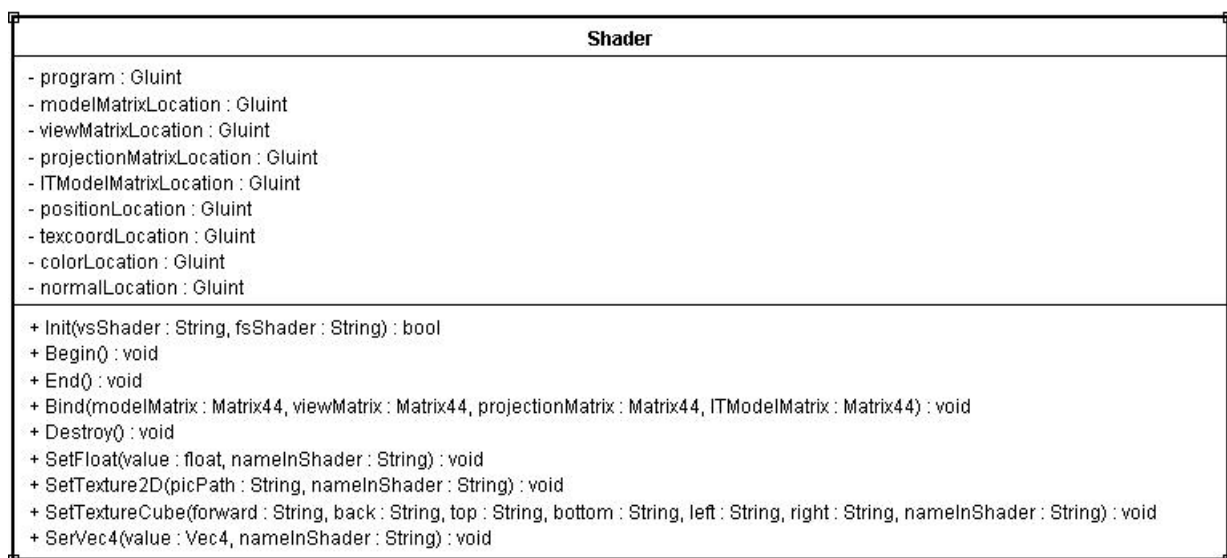 Shader
- program : Gluint
- modelMatrixLocation : Gluint
- viewMatrixLocation : Gluint
- projectionMatrixLocation : Gluint
- ITModelMatrixLocation : Gluint
- positionLocation : Gluint
- texcoordLocation : Gluint
- colorLocation : Gluint
- normalLocation : Gluint
+ Init(vsShader : String, fsShader : String) : bool
+ Begin() : void
+ End() : void
+ Bind(modelMatrix : Matrix44, viewMatrix : Matrix44, projectionMatrix : Matrix44, ITModelMatrix : Matrix44) : void
+ Destroy() : void
+ SetFloat(value : float, nameInShader : String) : void
+ SetTexture2D(picPath : String, nameInShader : String) : void
+ SetTextureCube(forward : String, back : String, top : String, bottom : String, left : String, right : String, nameInShader : String) : void
+ SerVec4(value : Vec4, nameInShader : String) : void